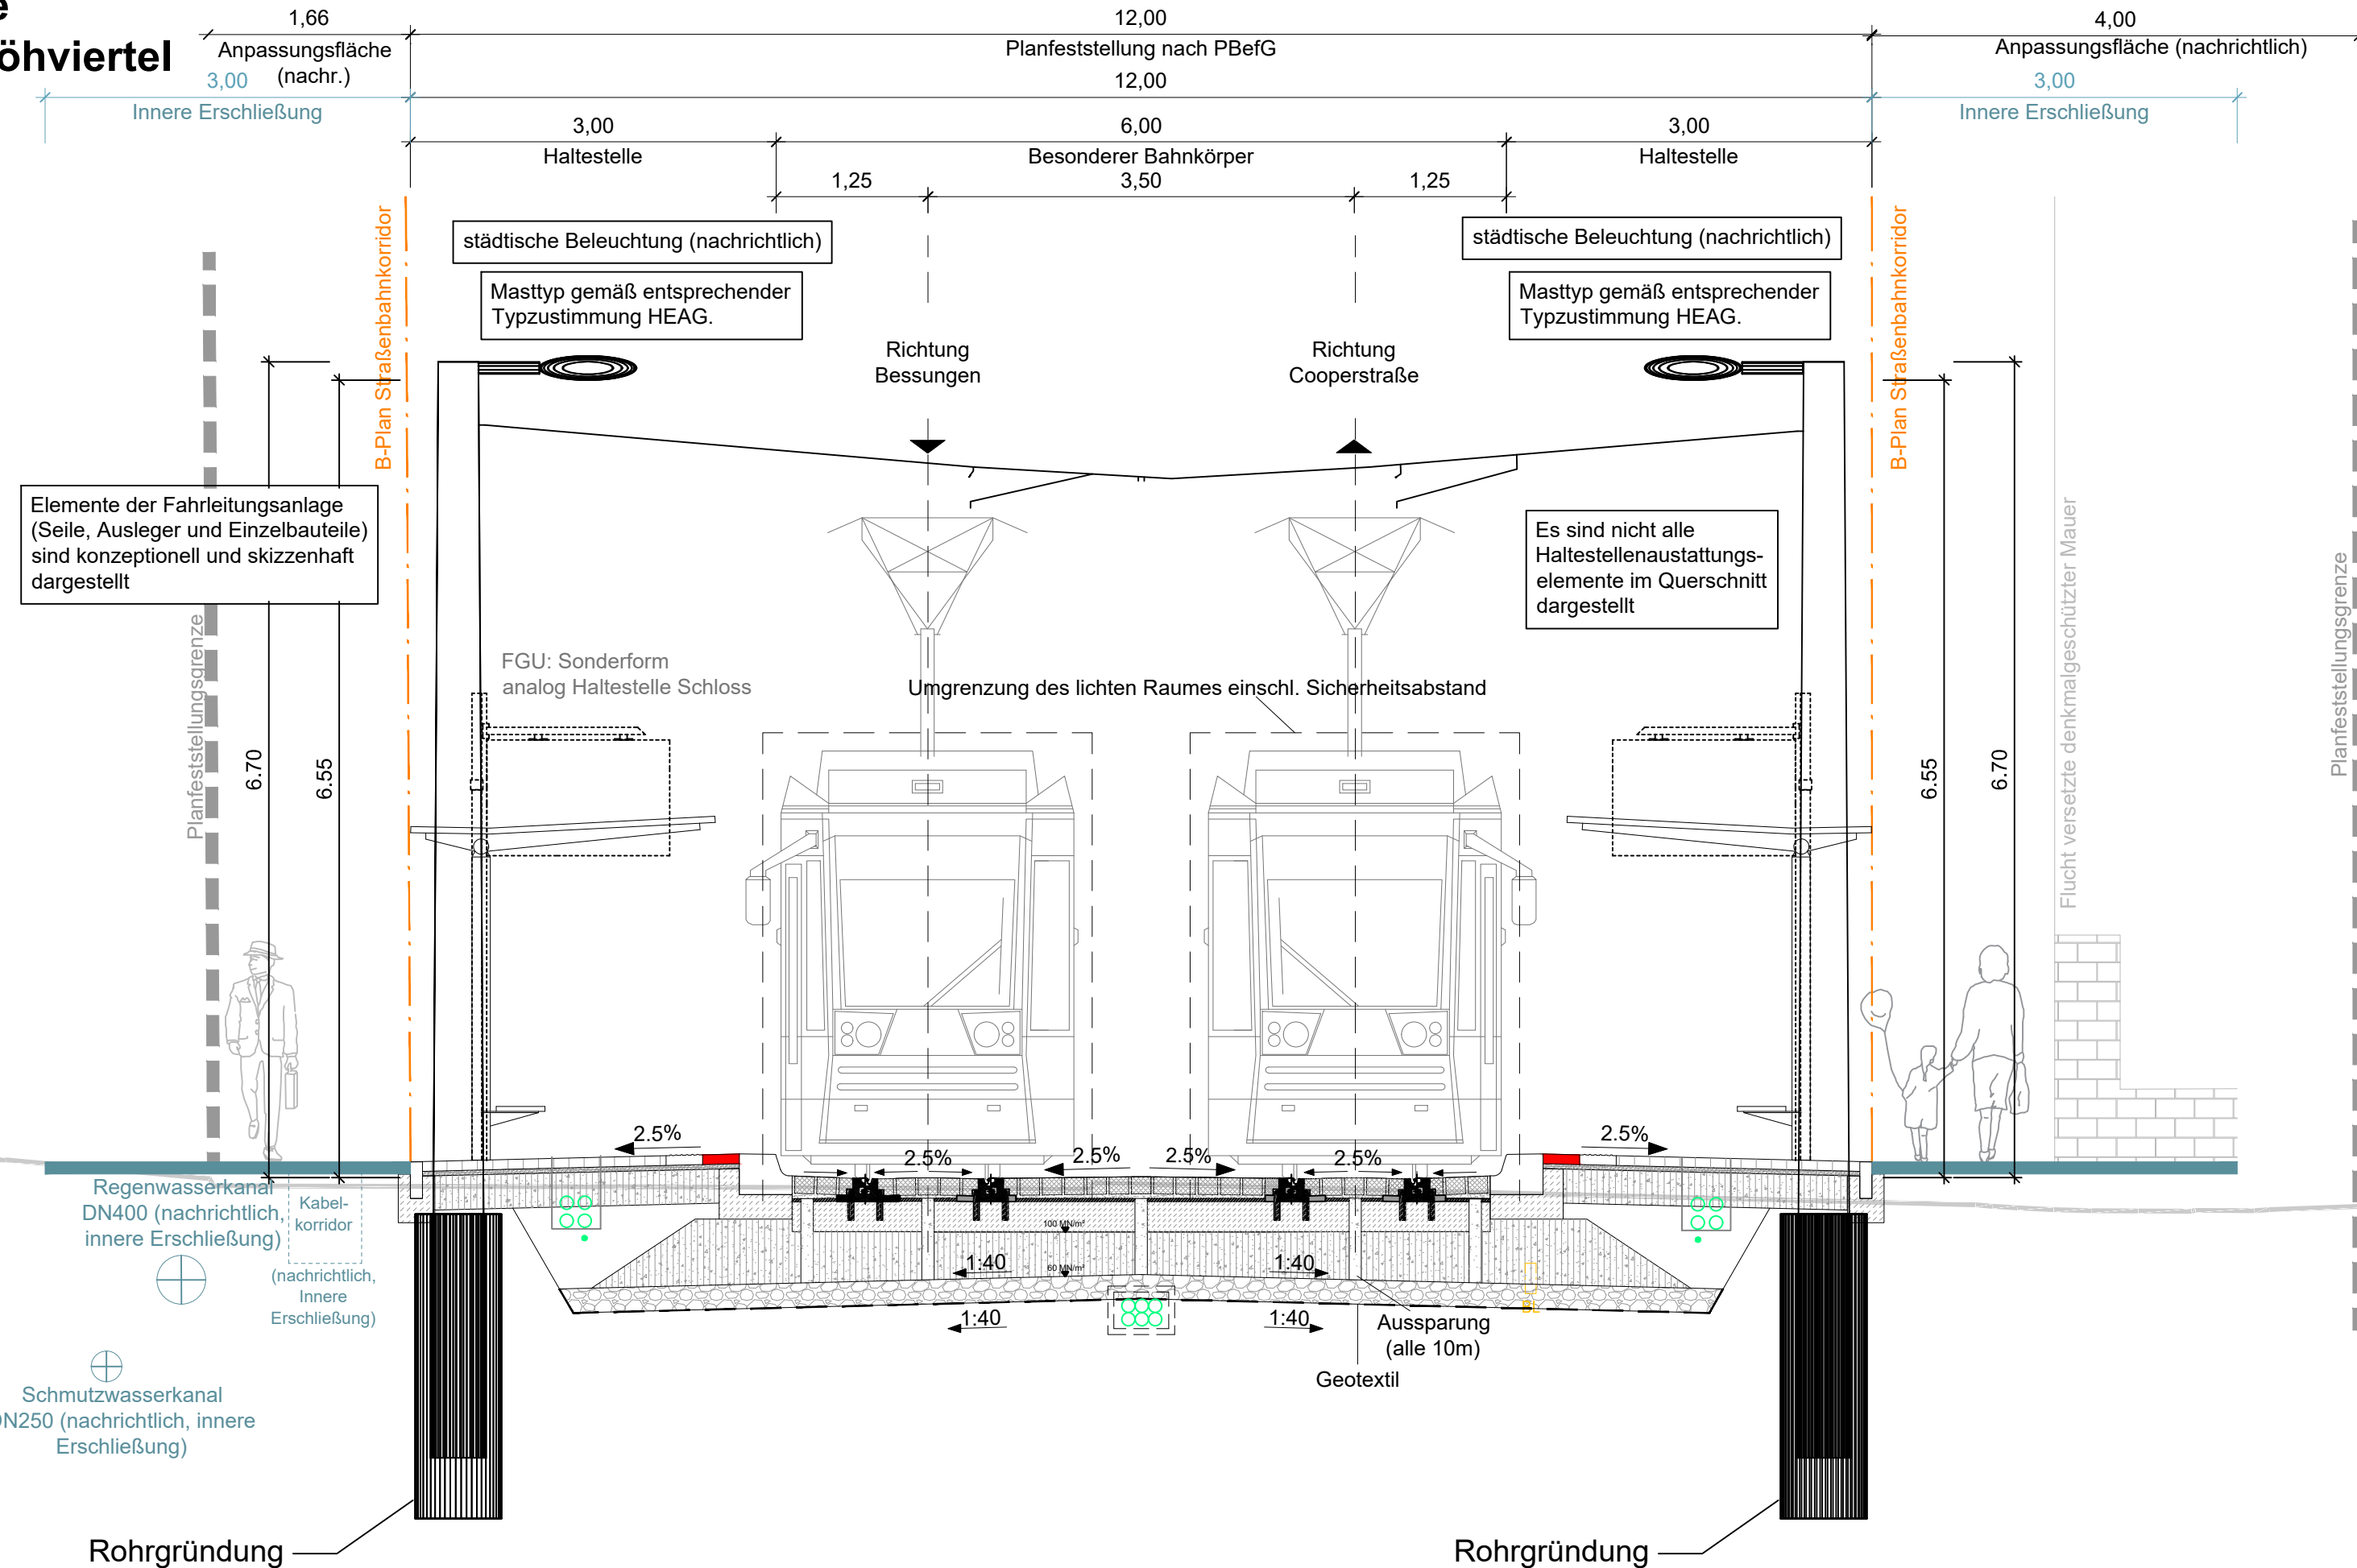 öhviertel
1,66
12,00
4,00
Anpassungsfläche
(nachr.)
Planfeststellung nach PBefG
Anpassungsfläche (nachrichtlich)
3,00
12,00
3,00
Innere Erschließung
Innere Erschließung
3,00
6,00
3,00
Haltestelle
Besonderer Bahnkörper
Haltestelle
1,25
3,50
1,25
städtische Beleuchtung (nachrichtlich)
städtische Beleuchtung (nachrichtlich)
Masttyp gemäß entsprechender
Typzustimmung HEAG.
Masttyp gemäß entsprechender
Typzustimmung HEAG.
B-Plan Straßenbahnkorridor
B-Plan Straßenbahnkorridor
Richtung
Bessungen
Richtung
Cooperstraße
Elemente der Fahrleitungsanlage
(Seile, Ausleger und Einzelbauteile)
sind konzeptionell und skizzenhaft
dargestellt
Es sind nicht alle
Haltestellenaustattungs-
elemente im Querschnitt
dargestellt
Planfeststellungsgrenze
Flucht versetzte denkmalgeschützter Mauer
Planfeststellungsgrenze
FGU: Sonderform
analog Haltestelle Schloss
Umgrenzung des lichten Raumes einschl. Sicherheitsabstand
6.70
6.55
6.55
6.70
2.5%
2.5%
2.5%
2.5%
2.5%
2.5%
Regenwasserkanal
DN400 (nachrichtlich,
innere Erschließung)
Kabel-
korridor
(nachrichtlich,
Innere
Erschließung)
100 MN/m²
60 MN/m²
1:40
1:40
1:40
1:40
Aussparung
(alle 10m)
Geotextil
Schmutzwasserkanal
DN250 (nachrichtlich, innere
Erschließung)
Rohrgründung
Rohrgründung